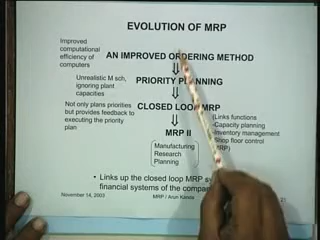 EVOLUTION OF MRP
Improved
computational
efficiency of
computers
AN IMPROVED ORDERING METHOD
Unrealistic M sch,
ignoring plant
capacities
PRIORITY PLANNING
Not only plans priorities
but provides feedback to
executing the priority
plan
CLOSED LOOP MRP
(Links functions
-Capacity planning
-Inventory management
-Shop floor control
MRP)
MRP II
Manufacturing
Research
Planning
• Links up the closed loop MRP
financial systems of the
November 14, 2003
MRP / Arun Kanda
21